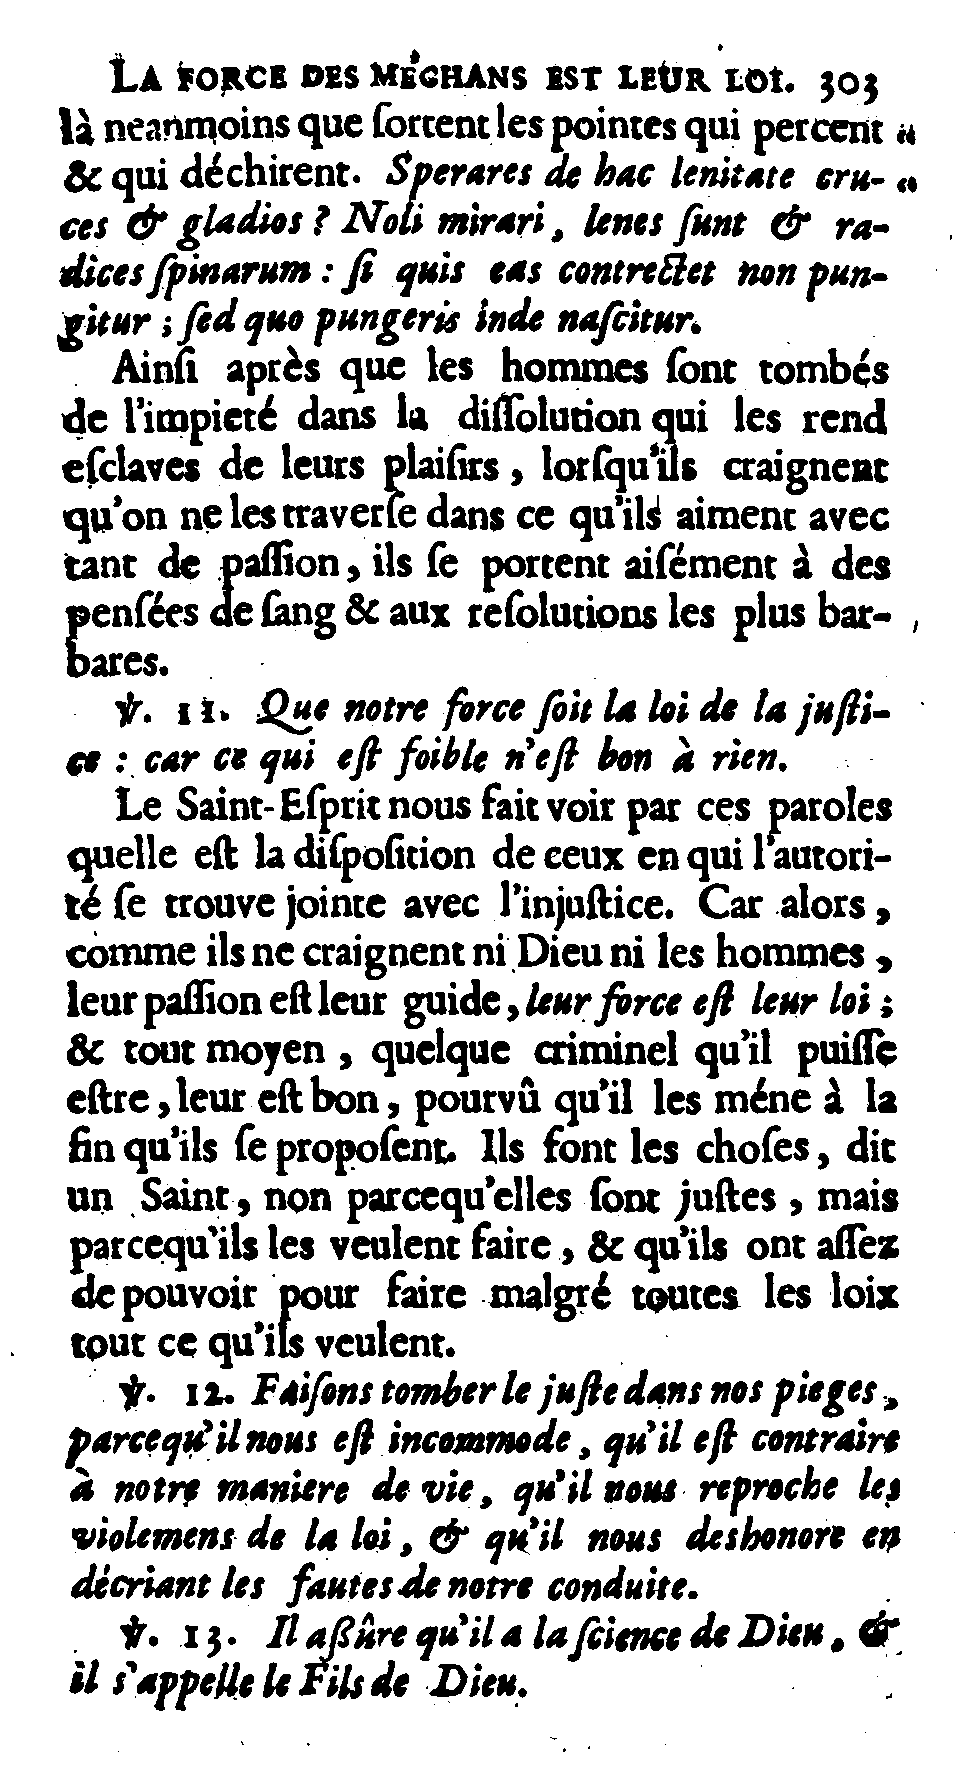 LA FORCE DES MÉCHANS EST LEUR LOI. 303
là neanmoins que ſortent les pointes qui percent "
& qui déchirent. Sperares de hac lenitate cru- "
ces & gladios? Noli mirari, lenes ſunt & ra-
dices ſpinarum : ſi quis eas contrectet non pun-
gitur ; ſed quo pungeris inde naſcitur.
Ainſi après que les hommes ſont tombés
de l'impieté dans la diſſolution qui les rend
eſclaves de leurs plaiſirs, lorſqu'ils craignent
qu'on ne les traverſe dans ce qu'ils aiment avec
tant de paſſion, ils ſe portent aiſément à des
penſées de ſang & aux reſolutions les plus bar-
bares.
℣. 11. Que notre force ſoit la loi de la juſti-
ce : car ce qui eſt foible n'eſt bon à rien.
Le Saint-Eſprit nous fait voir par ces paroles
quelle eſt la diſpoſition de ceux en qui l'autori-
té ſe trouve jointe avec l'injuſtice. Car alors,
comme ils ne craignent ni Dieu ni les hommes,
leur paſſion eſt leur guide, leur force eſt leur loi ;
& tout moyen, quelque criminel qu'il puiſſe
eſtre, leur eſt bon, pourvû qu'il les méne à la
fin qu'ils ſe propoſent. Ils font les choſes, dit
un Saint, non parcequ'elles ſont juſtes, mais
parcequ'ils les veulent faire, & qu'ils ont aſſez
de pouvoir pour faire malgré toutes les loix
tout ce qu'ils veulent.
℣. 12. Faiſons tomber le juſte dans nos pieges,
parcequ'il nous eſt incommode, qu'il eſt contraire
à notre maniere de vie, qu'il nous reproche les
violemens de la loi, & qu'il nous deshonore en
décriant les fautes de notre conduite.
℣. 13. Il aſſûre qu'il a la ſcience de Dieu, &
il s'appelle le Fils de Dieu.